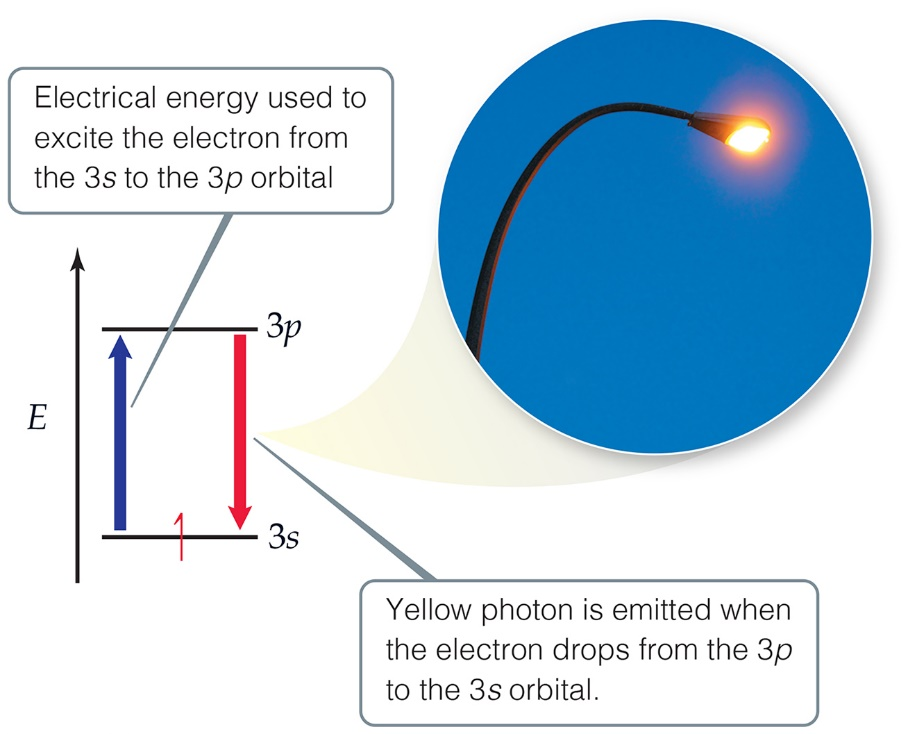 Electrical energy used to
excite the electron from
the 3s to the 3p orbital
3p
E
3s
Yellow photon is emitted when
the electron drops from the 3p
to the 3s orbital.